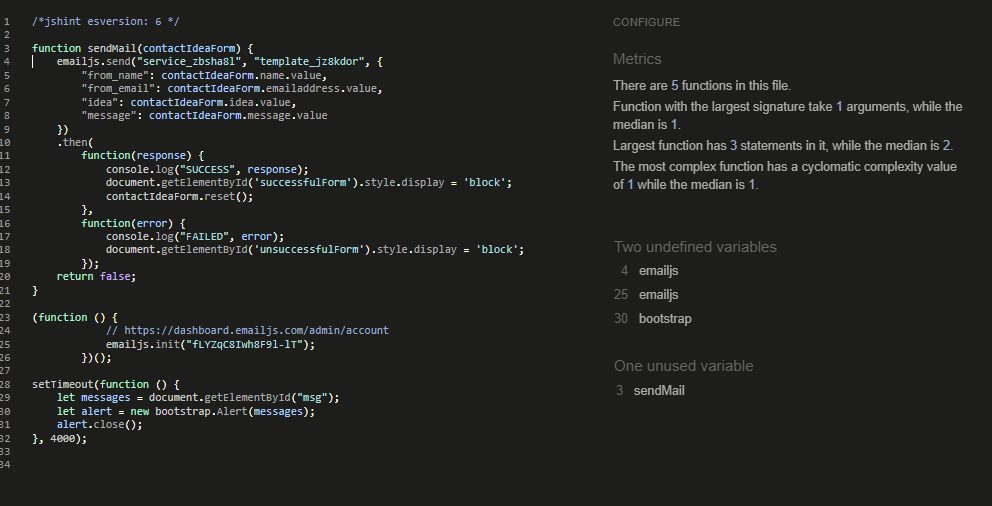 1 /*jshint esversion: 6 */
2
3 function sendMail(contactIdeaForm) {
4 emailjs.send("service_zbsha8l", "template_jz8kdor", {
5 "from_name": contactIdeaForm.name.value,
6 "from_email": contactIdeaForm.emailaddress.value,
7 "idea": contactIdeaForm.idea.value,
8 "message": contactIdeaForm.message.value
9 })
10 .then(
11 function(response) {
12 console.log("SUCCESS", response);
13 document.getElementById('successfulForm').style.display = 'block';
14 contactIdeaForm.reset();
15 },
16 function(error) {
17 console.log("FAILED", error);
18 document.getElementById('unsuccessfulForm').style.display = 'block';
19 });
20 return false;
21 }
22
23 (function () {
24 // https://dashboard.emailjs.com/admin/account
25 emailjs.init("fLYZqC8Iwh8F9l-lT");
26 })();
27
28 setTimeout(function () {
29 let messages = document.getElementById("msg");
30 let alert = new bootstrap.Alert(messages);
31 alert.close();
32 }, 4000);
33
34
CONFIGURE
Metrics
There are 5 functions in this file.
Function with the largest signature take 1 arguments, while the
median is 1.
Largest function has 3 statements in it, while the median is 2.
The most complex function has a cyclomatic complexity value
of 1 while the median is 1.
Two undefined variables
4 emailjs
25 emailjs
30 bootstrap
One unused variable
3 sendMail